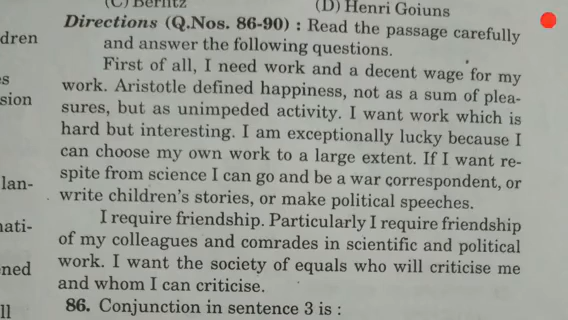 (C) Berlitz (D) Henri Goiuns
Directions (Q.Nos. 86-90) : Read the passage carefully
and answer the following questions.
First of all, I need work and a decent wage for my
work. Aristotle defined happiness, not as a sum of plea-
sures, but as unimpeded activity. I want work which is
hard but interesting. I am exceptionally lucky because I
can choose my own work to a large extent. If I want re-
spite from science I can go and be a war correspondent, or
write children's stories, or make political speeches.
I require friendship. Particularly I require friendship
of my colleagues and comrades in scientific and political
work. I want the society of equals who will criticise me
and whom I can criticise.
86. Conjunction in sentence 3 is :
dren
s
sion
lan-
nati-
ned
ll